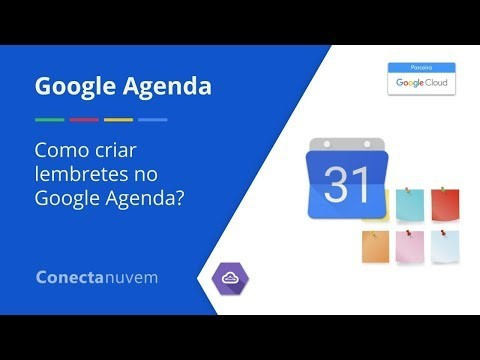 Google Agenda
Parceiro
Google Cloud
Como criar
lembretes no
Google Agenda?
31
Conectanuvem